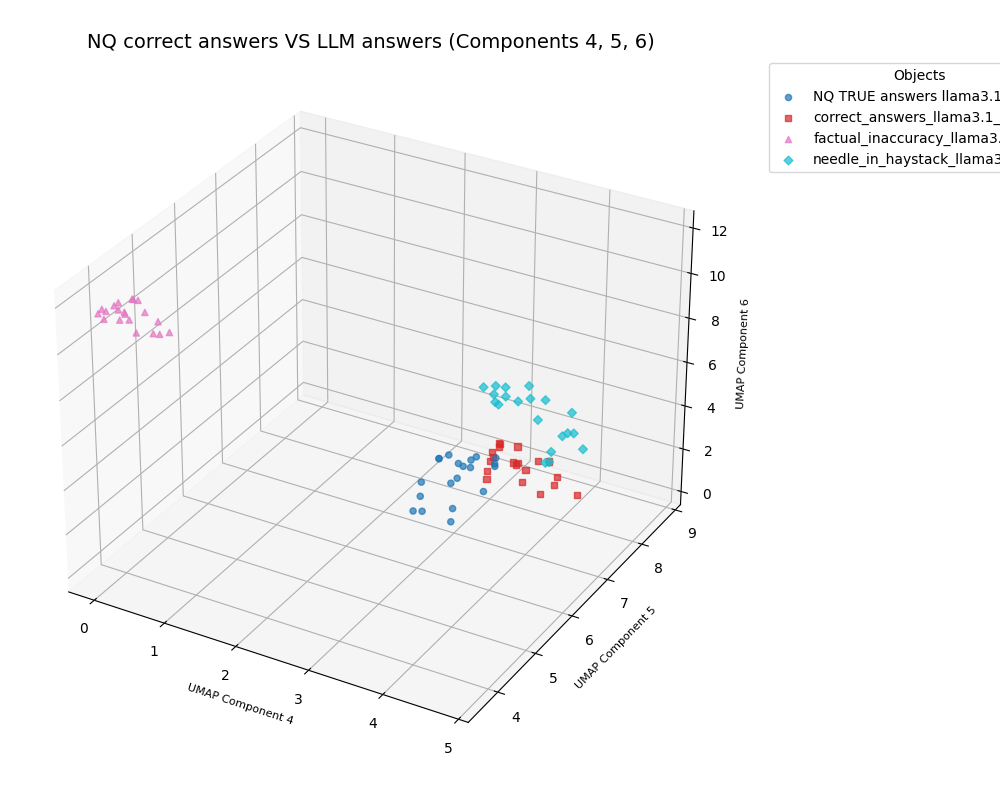 NQ correct answers VS LLM answers (Components 4, 5, 6)
Objects
NQ TRUE answers llama3.1
correct_answers_llama3.1_
factual_inaccuracy_llama3.
needle_in_haystack_llama3
12
10
8
6
4
2
0
UMAP Component 6
9
8
7
6
5
4
UMAP Component 5
0
1
2
3
4
5
UMAP Component 4